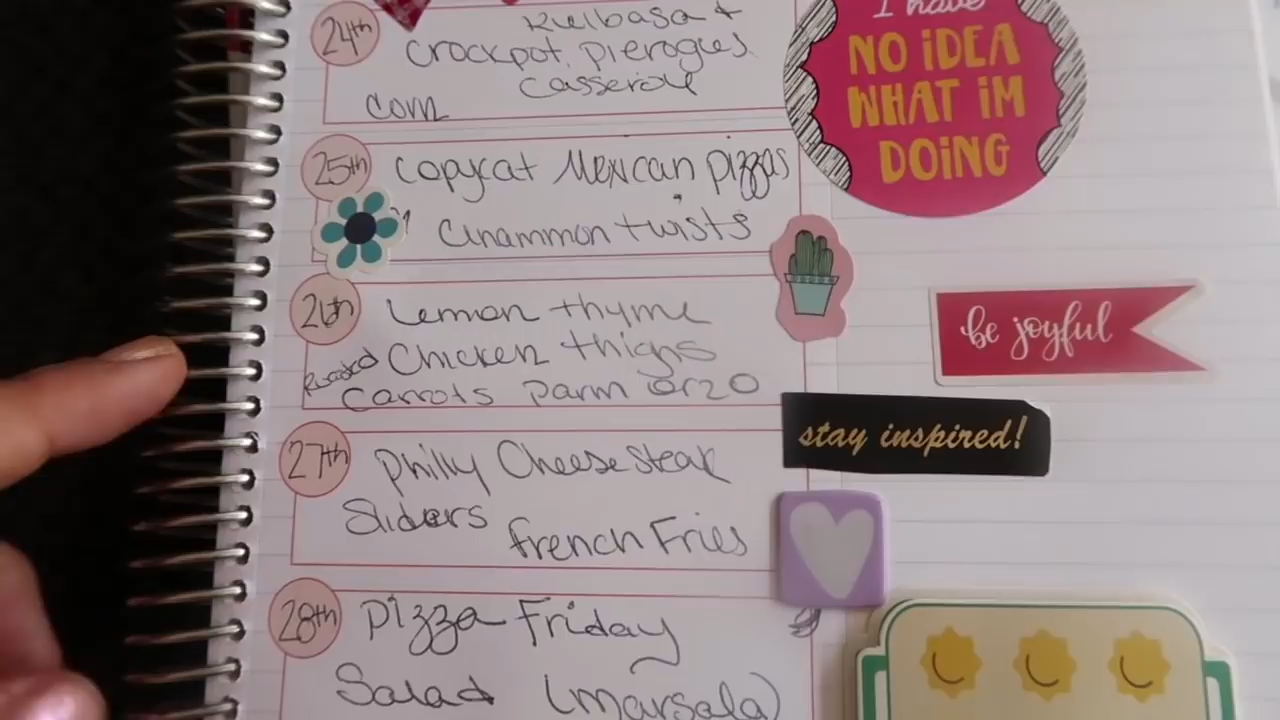 24th
Kielbasa +
Crockpot pierogies
Casserole
Corn
I have
NO iDEA
WHAT iM
DOiNG
25th
Copycat Mexican Pizzas
Cinammon twists
26th
Lemon thyme
Roasted Chicken thighs
Carrots Parm orzo
be joyful
stay inspired!
27th
Philly Cheese steak
Sliders
french Fries
28th
Pizza Friday
Salad (Marsala)